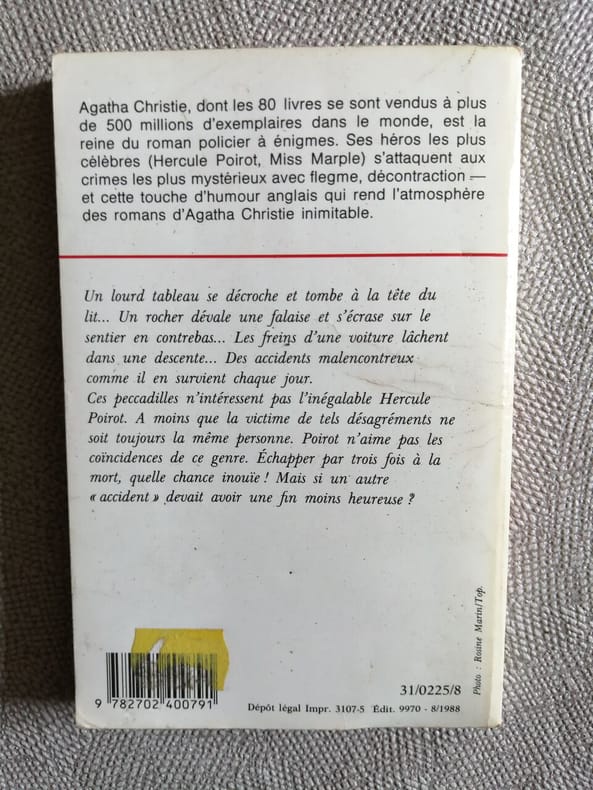 Agatha Christie, dont les 80 livres se sont vendus à plus
de 500 millions d'exemplaires dans le monde, est la
reine du roman policier à énigmes. Ses héros les plus
célèbres (Hercule Poirot, Miss Marple) s'attaquent aux
crimes les plus mystérieux avec flegme, décontraction —
et cette touche d'humour anglais qui rend l'atmosphère
des romans d'Agatha Christie inimitable.
Un lourd tableau se décroche et tombe à la tête du
lit... Un rocher dévale une falaise et s'écrase sur le
sentier en contrebas... Les freins d'une voiture lâchent
dans une descente... Des accidents malencontreux
comme il en survient chaque jour.
Ces peccadilles n'intéressent pas l'inégalable Hercule
Poirot. A moins que la victime de tels désagréments ne
soit toujours la même personne. Poirot n'aime pas les
coïncidences de ce genre. Échapper par trois fois à la
mort, quelle chance inouïe ! Mais si un autre
« accident » devait avoir une fin moins heureuse ?
Photo : Rosine Marin/Top.
31/0225/8
9 782702 400791
Dépôt légal Impr. 3107-5 Édit. 9970 - 8/1988